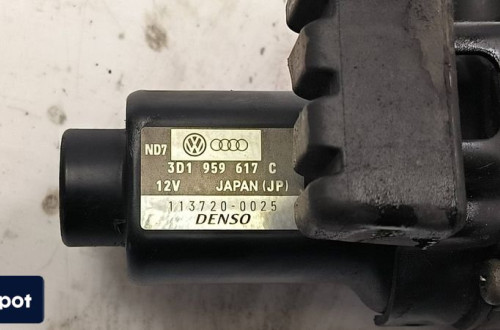 ND7
3D1 959 617 C
12V JAPAN (JP)
113720-0025
DENSO
pot